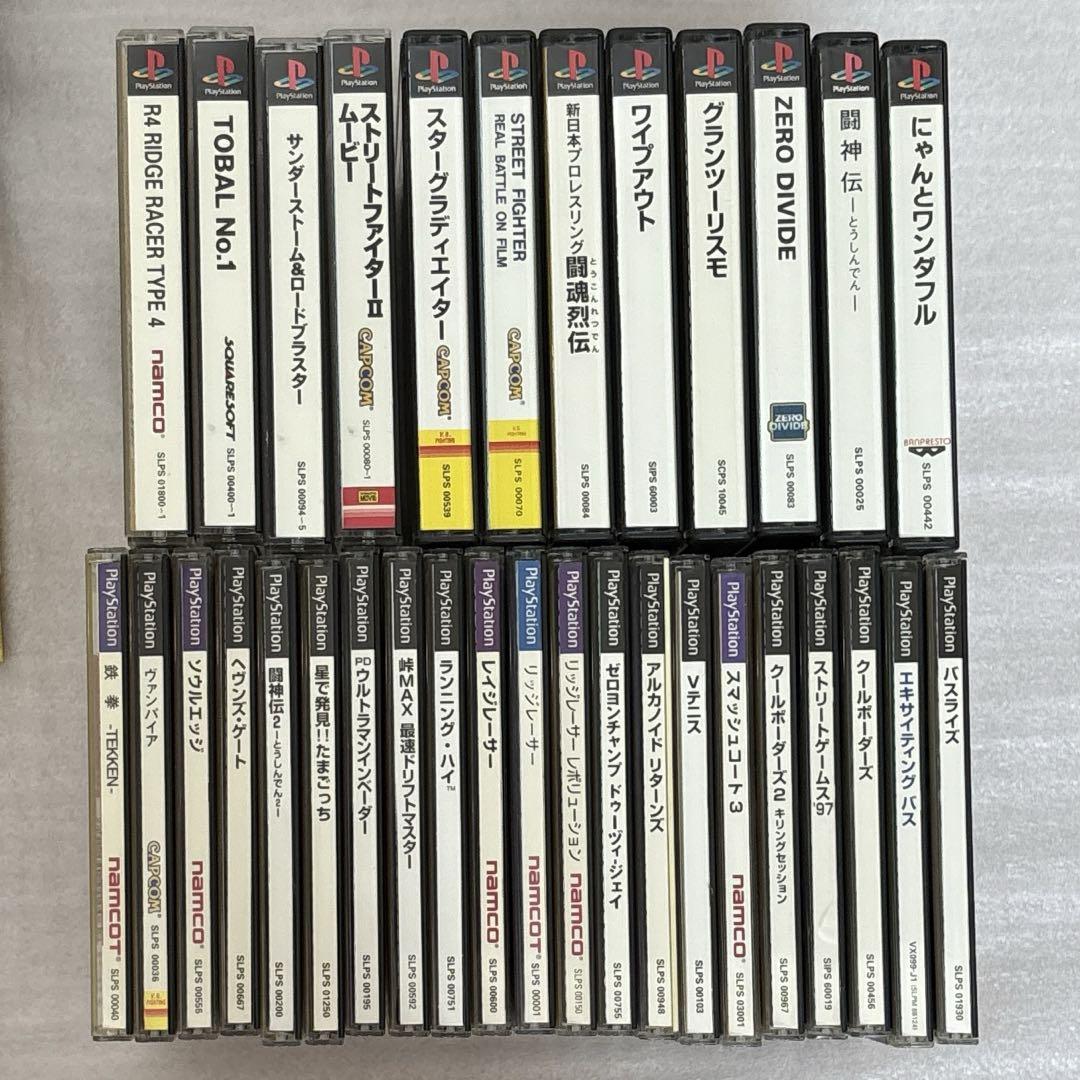 PlayStation
R4 RIDGE RACER TYPE 4
namco
SLPS 01800~1
PlayStation
TOBAL No.1
SQUARESOFT
SLPS 00400~1
PlayStation
サンダーストーム&ロードブラスター
SLPS 00094~5
PlayStation
ストリートファイターII
ムービー
CAPCOM
SLPS 00080-1
PlayStation
スターグラディエイター
CAPCOM
SLPS 00539
PlayStation
STREET FIGHTER
REAL BATTLE ON FILM
CAPCOM
SLPS 00070
PlayStation
新日本プロレスリング 闘魂烈伝
とうこんれつでん
SLPS 00084
PlayStation
ワイプアウト
SIPS 60003
PlayStation
グランツーリスモ
SCPS 10045
PlayStation
ZERO DIVIDE
ZERO
DIVIDE
SLPS 00083
PlayStation
闘神伝―とうしんでん―
SLPS 00025
PlayStation
にゃんとワンダフル
BANPRESTO
SLPS 00442
PlayStation
鉄拳 -TEKKEN-
namcot
SLPS 00040
PlayStation
ヴァンパイア
CAPCOM
SLPS 00036
PlayStation
ソウルエッジ
namco
SLPS 00555
PlayStation
ヘヴンズ・ゲート
SLPS 00667
PlayStation
闘神伝2―とうしんでん2―
SLPS 00200
PlayStation
星で発見!!たまごっち
SLPS 01250
PlayStation
PDウルトラマンインベーダー
SLPS 00195
PlayStation
峠MAX 最速ドリフトマスター
SLPS 00592
PlayStation
ランニング・ハイ™
SLPS 00751
PlayStation
レイジレーサー
namco
SLPS 00600
PlayStation
リッジレーサー
namcot
SLPS 00001
PlayStation
リッジレーサー レボリューション
namco
SLPS 00150
PlayStation
ゼロヨンチャンプ ドゥーヅィ・ジェイ
SLPS 00755
PlayStation
アルカノイド リターンズ
SLPS 00948
PlayStation
Vテニス
SLPS 00103
PlayStation
スマッシュコート3
namco
SLPS 03001
PlayStation
クールボーダーズ2 キリングセッション
SLPS 00967
PlayStation
ストリートゲームス'97
SIPS 60019
PlayStation
クールボーダーズ
SLPS 00456
PlayStation
エキサイティング バス
VX099-J1 (SLPM 86124)
PlayStation
バスライズ
SLPS 01930